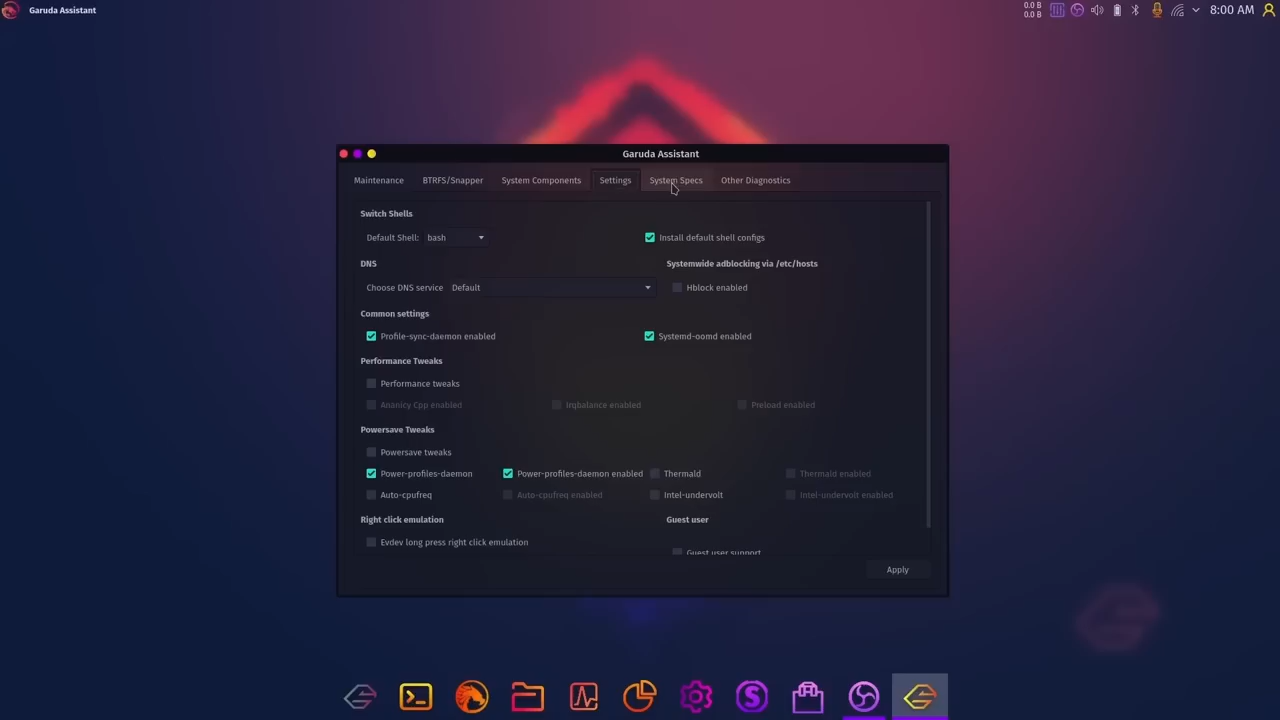 Garuda Assistant
0.0 B
0.0 B
8:00 AM
Garuda Assistant
Maintenance BTRFS/Snapper System Components Settings System Specs Other Diagnostics
Switch Shells
Default Shell: bash Install default shell configs
DNS Systemwide adblocking via /etc/hosts
Choose DNS service Default Hblock enabled
Common settings
Profile-sync-daemon enabled Systemd-oomd enabled
Performance Tweaks
Performance tweaks
Ananicy Cpp enabled Irqbalance enabled Preload enabled
Powersave Tweaks
Powersave tweaks
Power-profiles-daemon Power-profiles-daemon enabled Thermald Thermald enabled
Auto-cpufreq Auto-cpufreq enabled Intel-undervolt Intel-undervolt enabled
Right click emulation Guest user
Evdev long press right click emulation
Guest user support
Apply